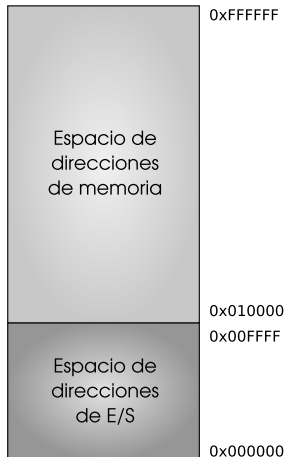 0xFFFFFF
Espacio de
direcciones
de memoria
0x010000
0x00FFFF
Espacio de
direcciones
de E/S
0x000000